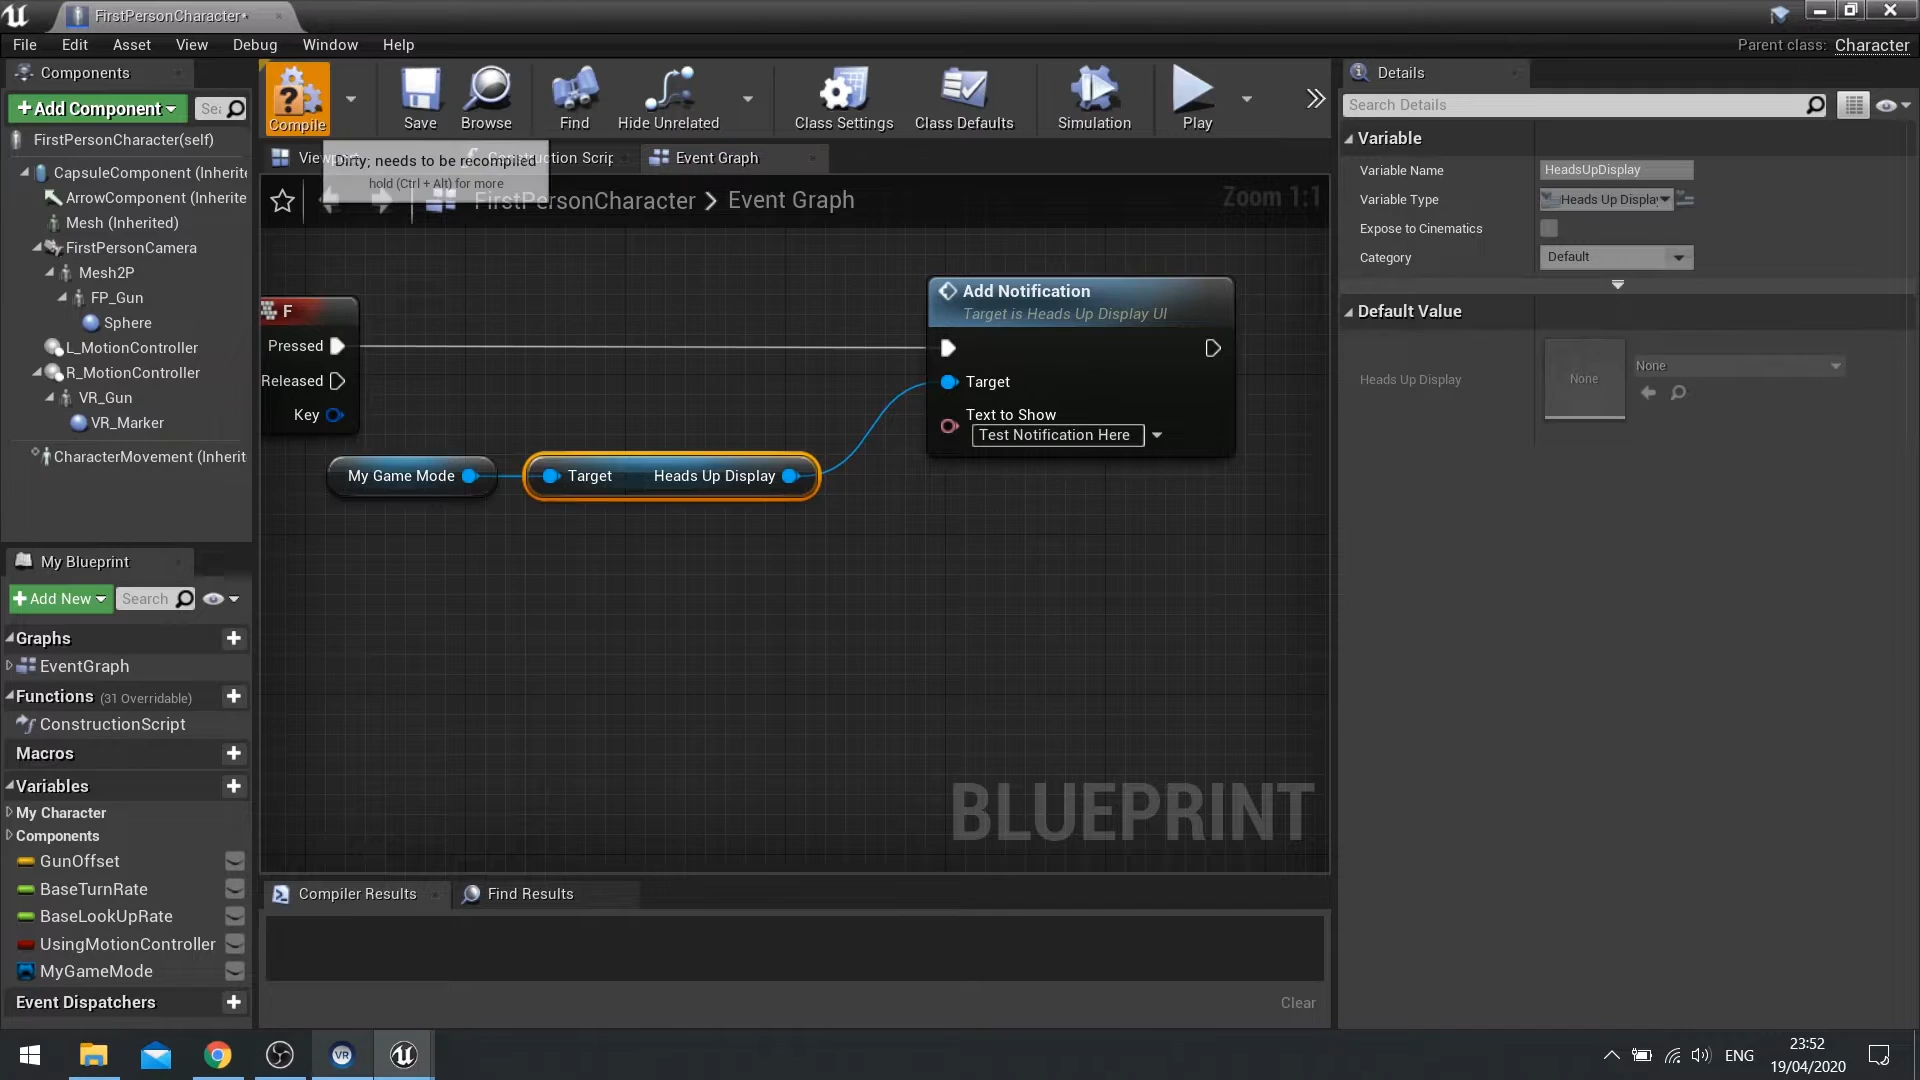 FirstPersonCharacter*
File Edit Asset View Debug Window Help
Parent class: Character
Components
Add Component
FirstPersonCharacter(self)
CapsuleComponent (Inherite
ArrowComponent (Inherite
Mesh (Inherited)
FirstPersonCamera
Mesh2P
FP_Gun
Sphere
L_MotionController
R_MotionController
VR_Gun
VR_Marker
CharacterMovement (Inherit
My Blueprint
Add New
Search
Graphs
EventGraph
Functions (31 Overridable)
ConstructionScript
Macros
Variables
My Character
Components
GunOffset
BaseTurnRate
BaseLookUpRate
UsingMotionController
MyGameMode
Event Dispatchers
Compile
Save
Browse
Find
Hide Unrelated
Class Settings
Class Defaults
Simulation
Play
Event Graph
Dirty; needs to be recompiled
hold (Ctrl + Alt) for more
FirstPersonCharacter > Event Graph
Zoom 1:1
F
Pressed
Released
Key
My Game Mode
Target Heads Up Display
Add Notification
Target is Heads Up Display UI
Target
Text to Show
Test Notification Here
BLUEPRINT
Compiler Results
Find Results
Clear
Details
Search Details
Variable
Variable Name HeadsUpDisplay
Variable Type Heads Up Displa
Expose to Cinematics
Category Default
Default Value
Heads Up Display None None
VR
ENG
23:52
19/04/2020